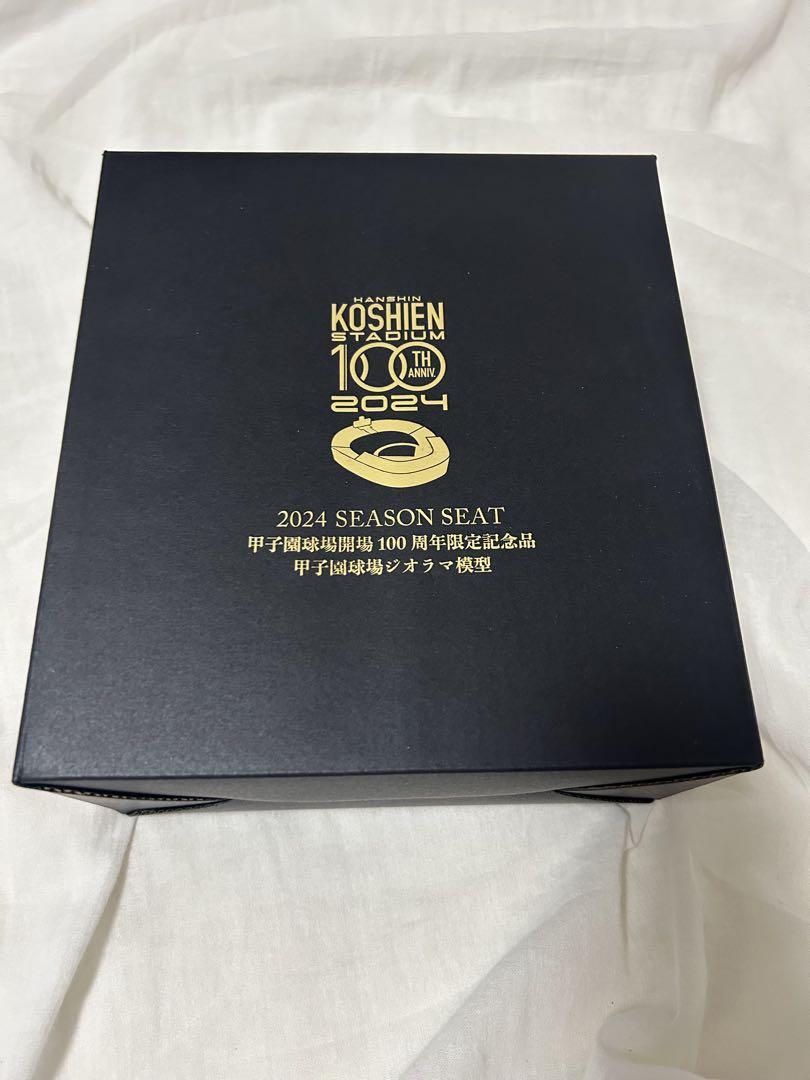 HANSHIN
KOSHIEN
STADIUM
100TH ANNIV.
2024
2024 SEASON SEAT
甲子園球場開場100周年限定記念品
甲子園球場ジオラマ模型